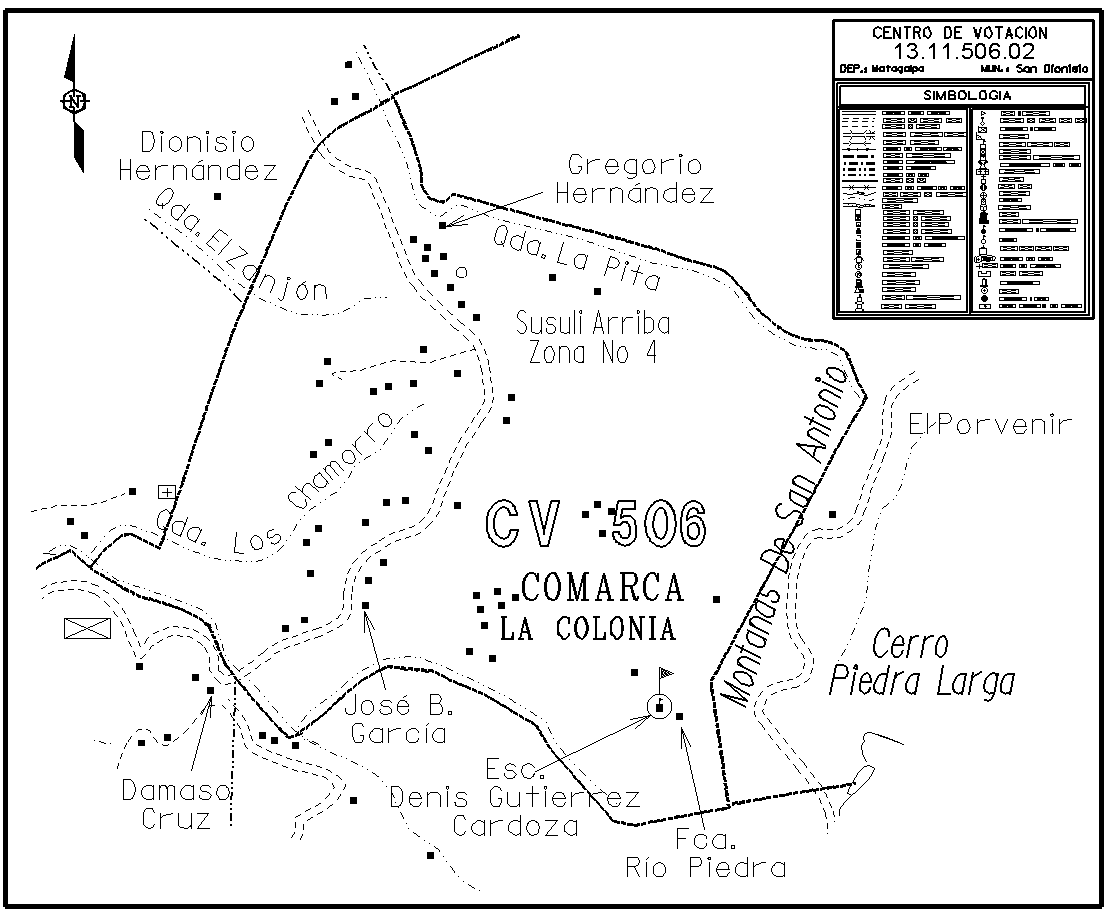 CENTRO DE VOTACION
13.11.506.02
DEP.: Matagalpa MUN.: San Dionisio
SIMBOLOGIA
N
Dionisio
Hernández
Gregorio
Hernández
Qda. El Zanjón
Qda. La Pita
Susuli Arriba
Zona No 4
El Porvenir
Montanas De San Antonio
Qda. Los Chamorro
CV 506
COMARCA
LA COLONIA
Cerro
Piedra Larga
José B.
García
Esc.
Denis Gutierrez
Cardoza
Damaso
Cruz
Fca.
Río Piedra